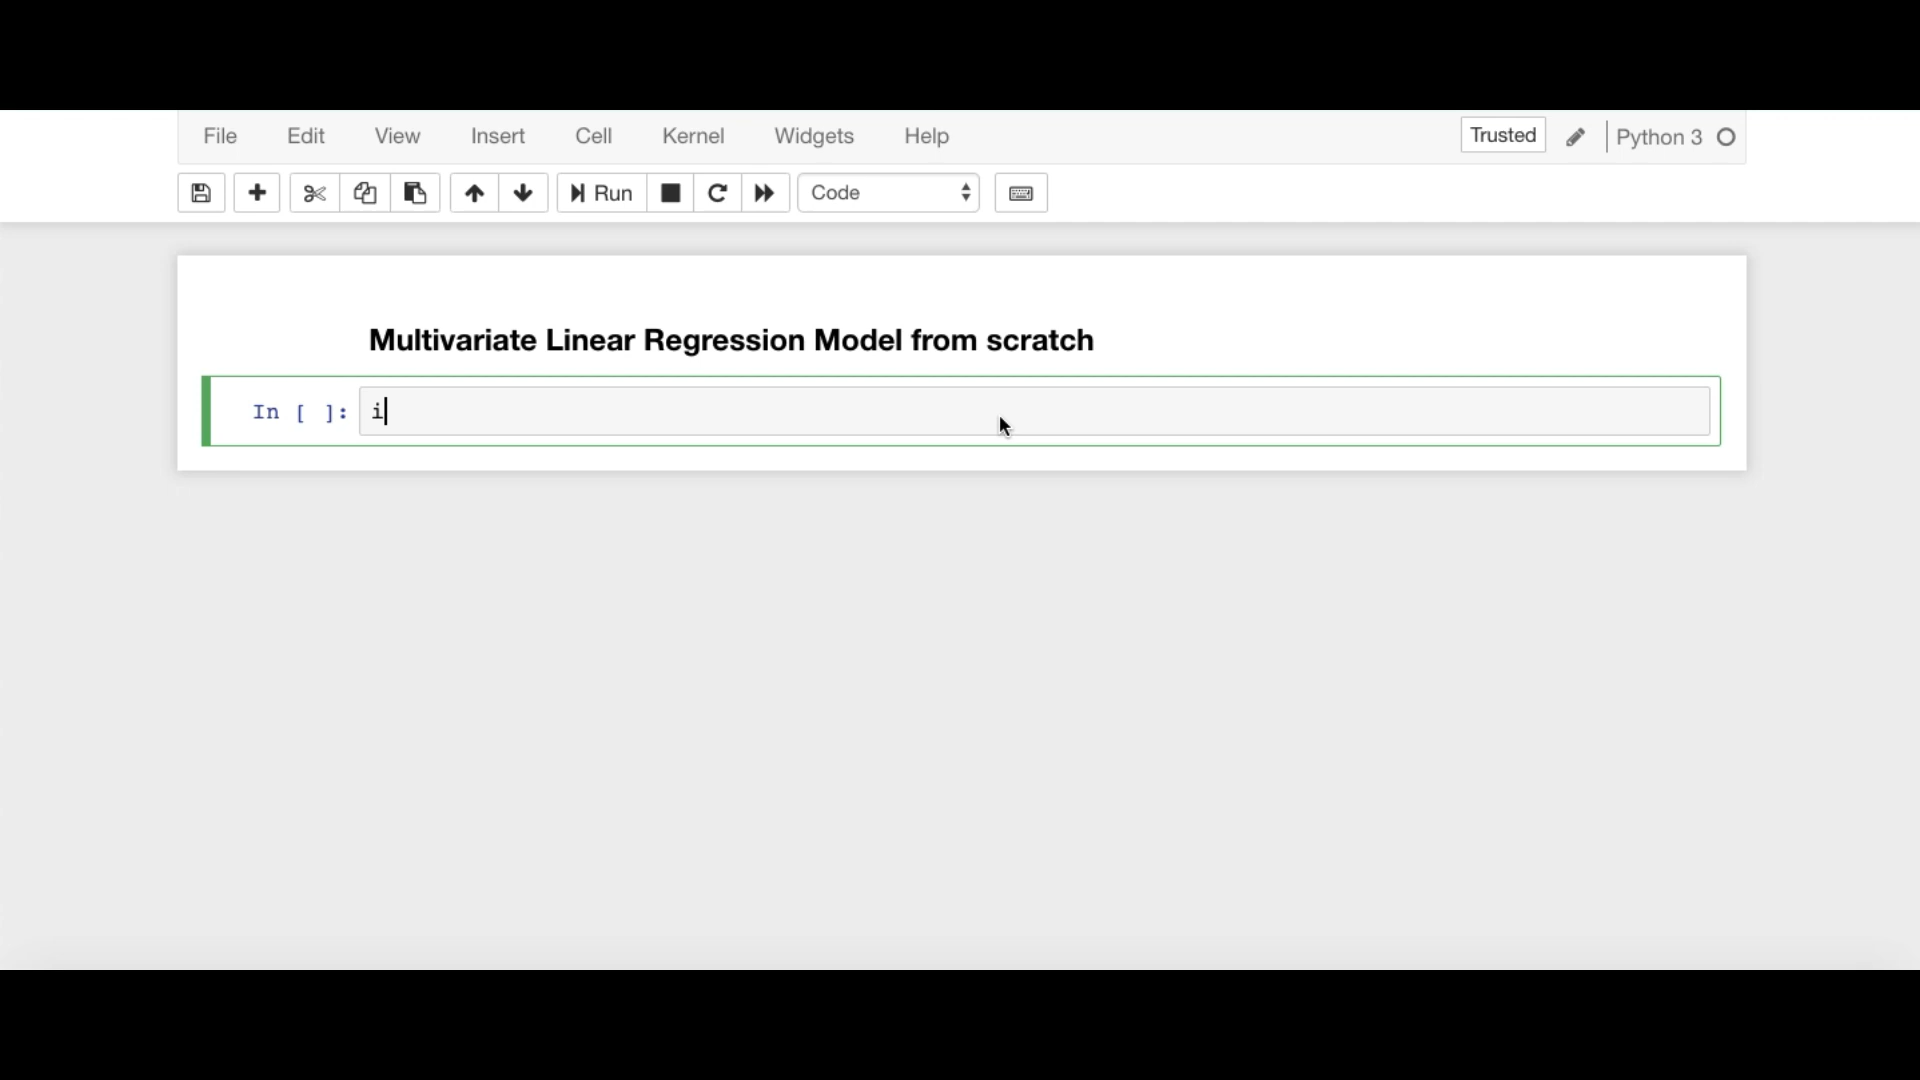 File Edit View Insert Cell Kernel Widgets Help Trusted Python 3
Run Code
Multivariate Linear Regression Model from scratch
In [ ]: i